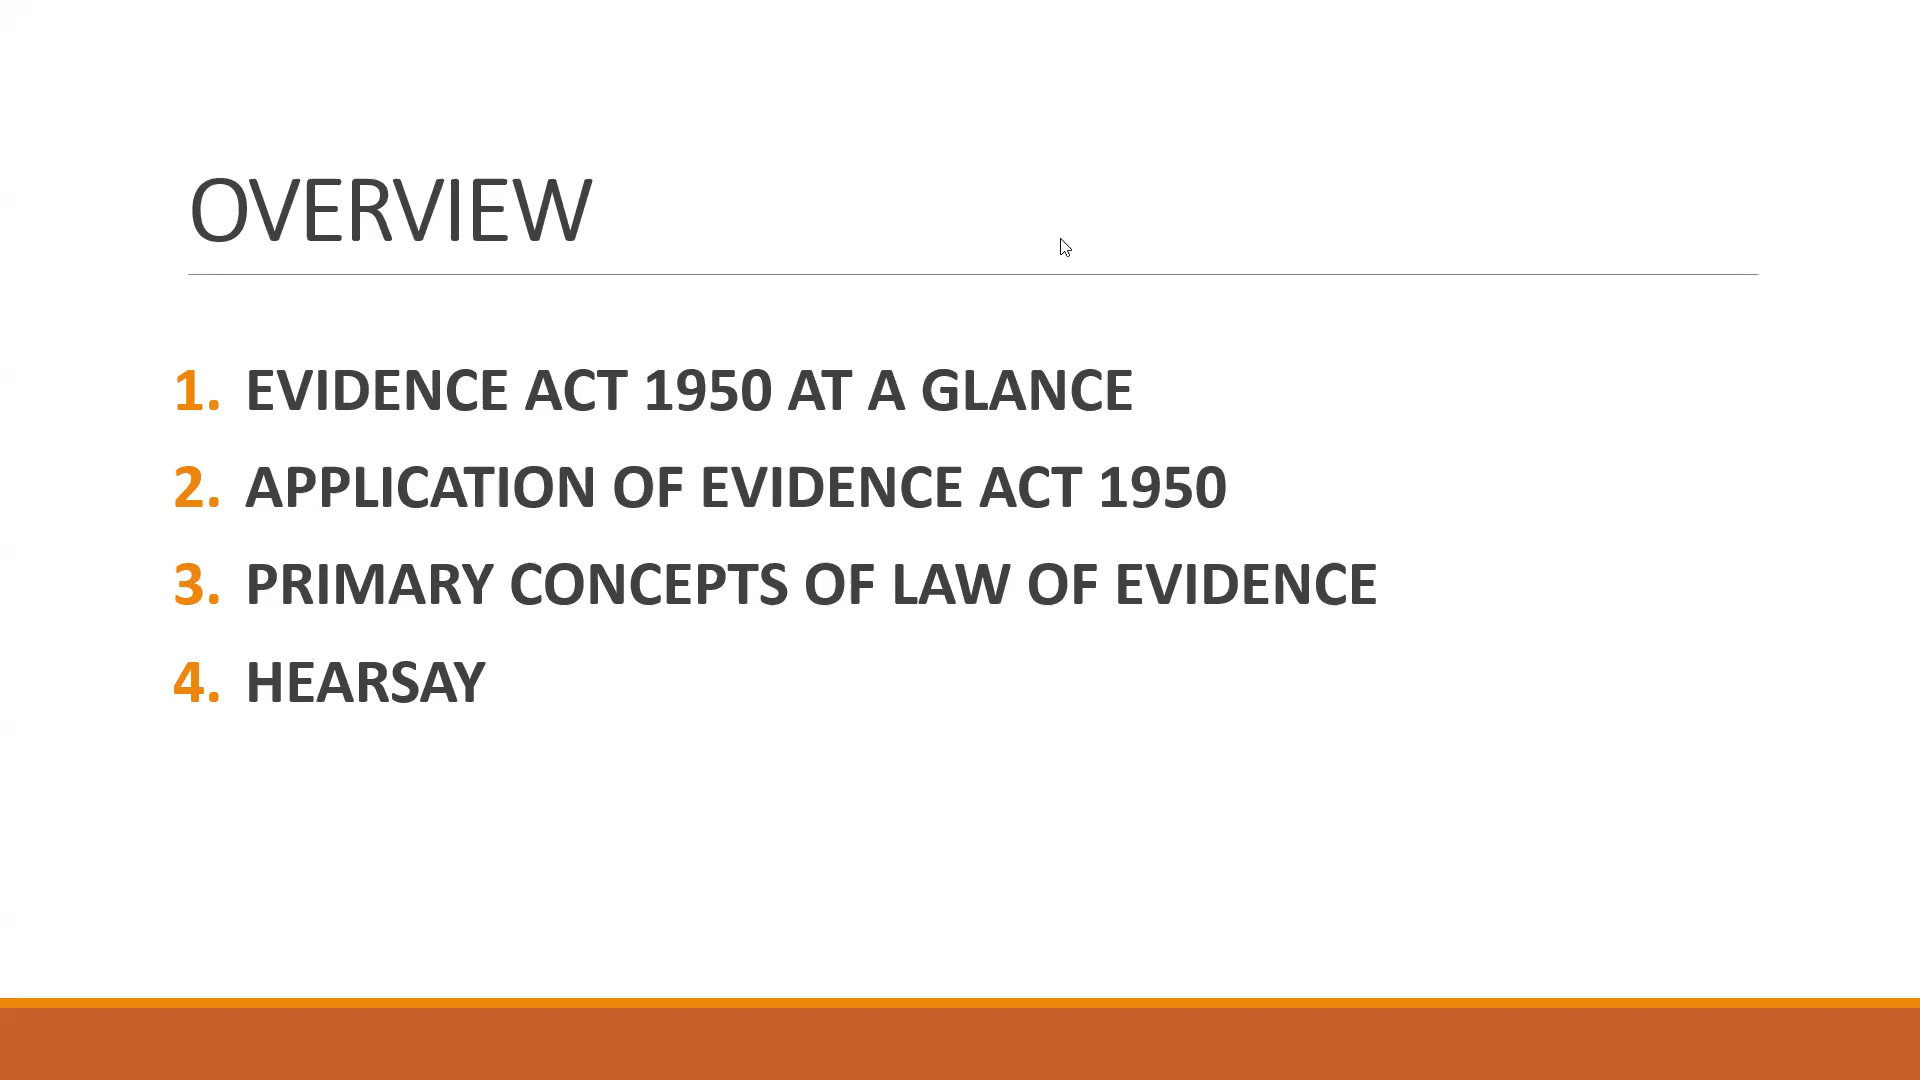 OVERVIEW
1. EVIDENCE ACT 1950 AT A GLANCE
2. APPLICATION OF EVIDENCE ACT 1950
3. PRIMARY CONCEPTS OF LAW OF EVIDENCE
4. HEARSAY